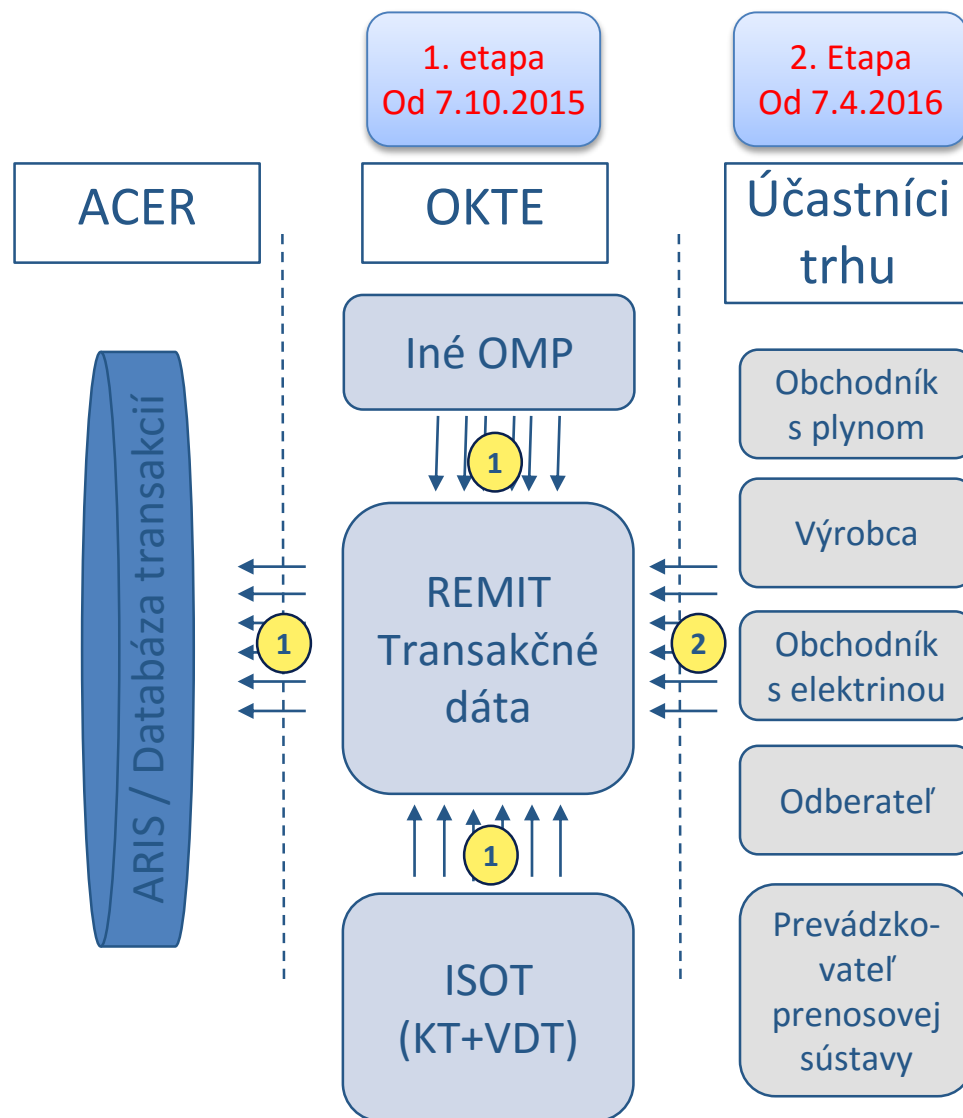 1. etapa
Od 7.10.2015
2. Etapa
Od 7.4.2016
ACER
OKTE
Účastníci
trhu
Iné OMP
1
REMIT
Transakčné
dáta
1
ISOT
(KT+VDT)
ARIS / Databáza transakcií
1
2
Obchodník
s plynom
Výrobca
Obchodník
s elektrinou
Odberateľ
Prevádzko-
vateľ
prenosovej
sústavy